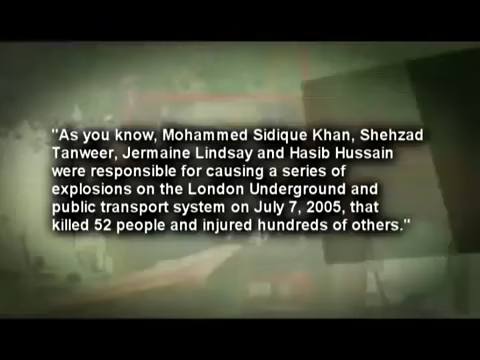 "As you know, Mohammed Sidique Khan, Shehzad
Tanweer, Jermaine Lindsay and Hasib Hussain
were responsible for causing a series of
explosions on the London Underground and
public transport system on July 7, 2005, that
killed 52 people and injured hundreds of others."